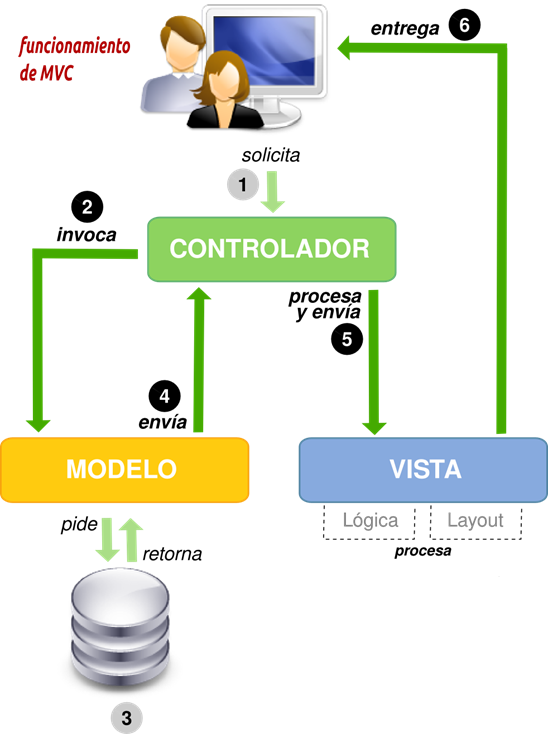 funcionamiento
de MVC
entrega 6
solicita
1
2
invoca
CONTROLADOR
procesa
y envía
5
4
envía
MODELO
VISTA
Lógica
Layout
procesa
pide
retorna
3